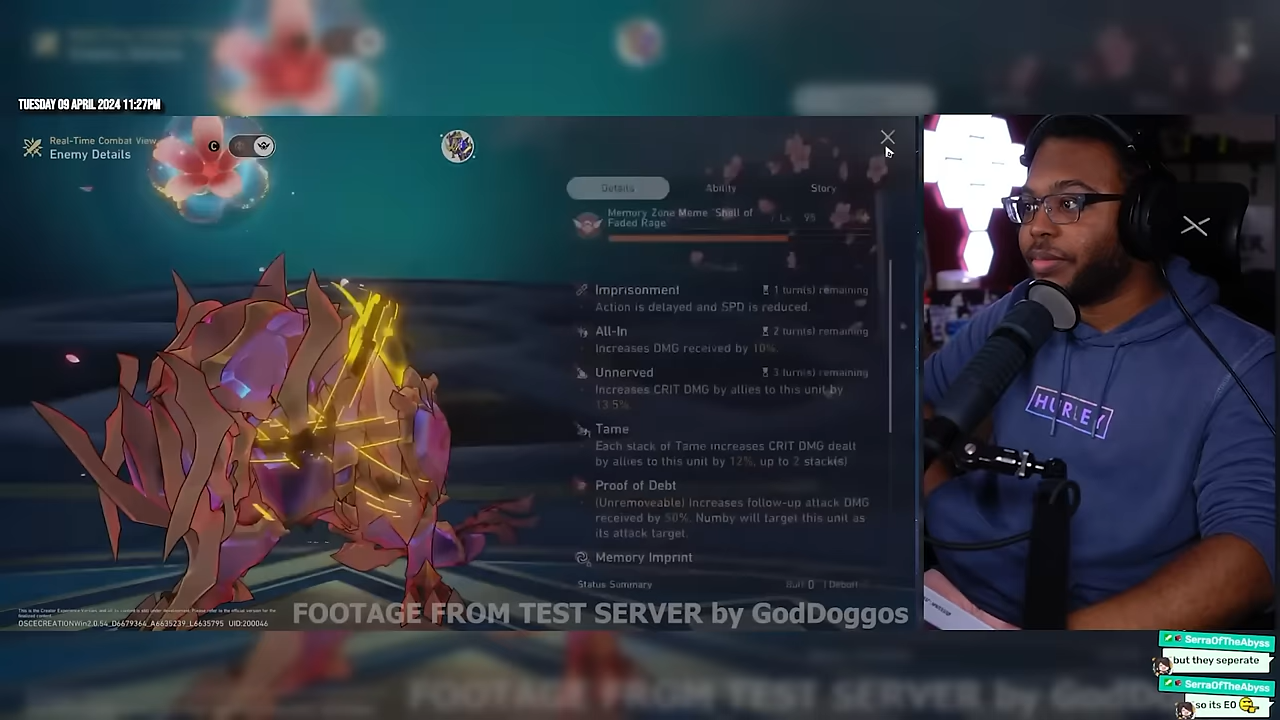 TUESDAY 09 APRIL 2024 11:27PM
Real-Time Combat View
Enemy Details
C
Details
Ability
Story
Memory Zone Meme "Shell of
Faded Rage"
Lv. 95
Imprisonment
1 turn(s) remaining
Action is delayed and SPD is reduced.
All-In
2 turn(s) remaining
Increases DMG received by 10%.
Unnerved
3 turn(s) remaining
Increases CRIT DMG by allies to this unit by
13.5%.
Tame
Each stack of Tame increases CRIT DMG dealt
by allies to this unit by 12%, up to 2 stack(s)
Proof of Debt
(Unremoveable) Increases follow-up attack DMG
received by 50%. Numby will target this unit as
its attack target.
Memory Imprint
Status Summary
Buff 0
FOOTAGE FROM TEST SERVER by GodDoggos
HURLEY
SerraOfTheAbyss
but they seperate
SerraOfTheAbyss
so its E0